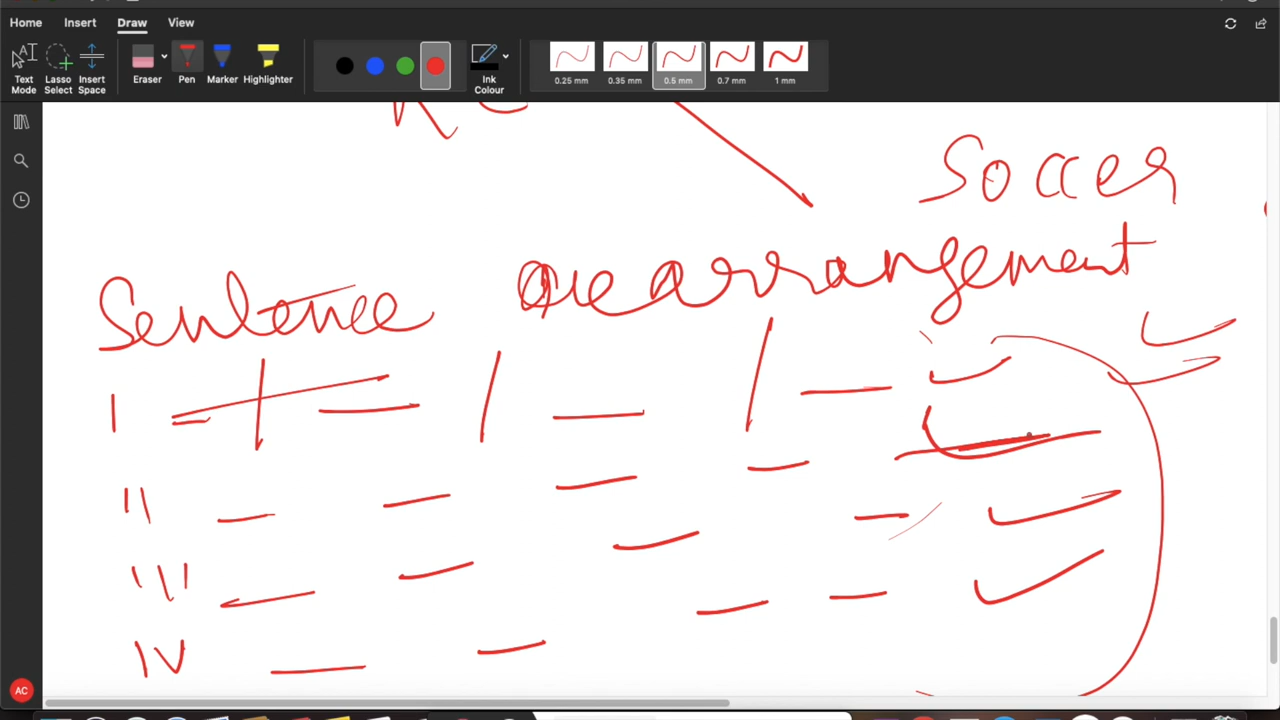 Home Insert Draw View
Text Mode
Lasso Select
Insert Space
Eraser
Pen
Marker
Highlighter
Ink Colour
0.25 mm
0.35 mm
0.5 mm
0.7 mm
1 mm
Soccer
Sentence rearrangement
I
II
III
IV
AC